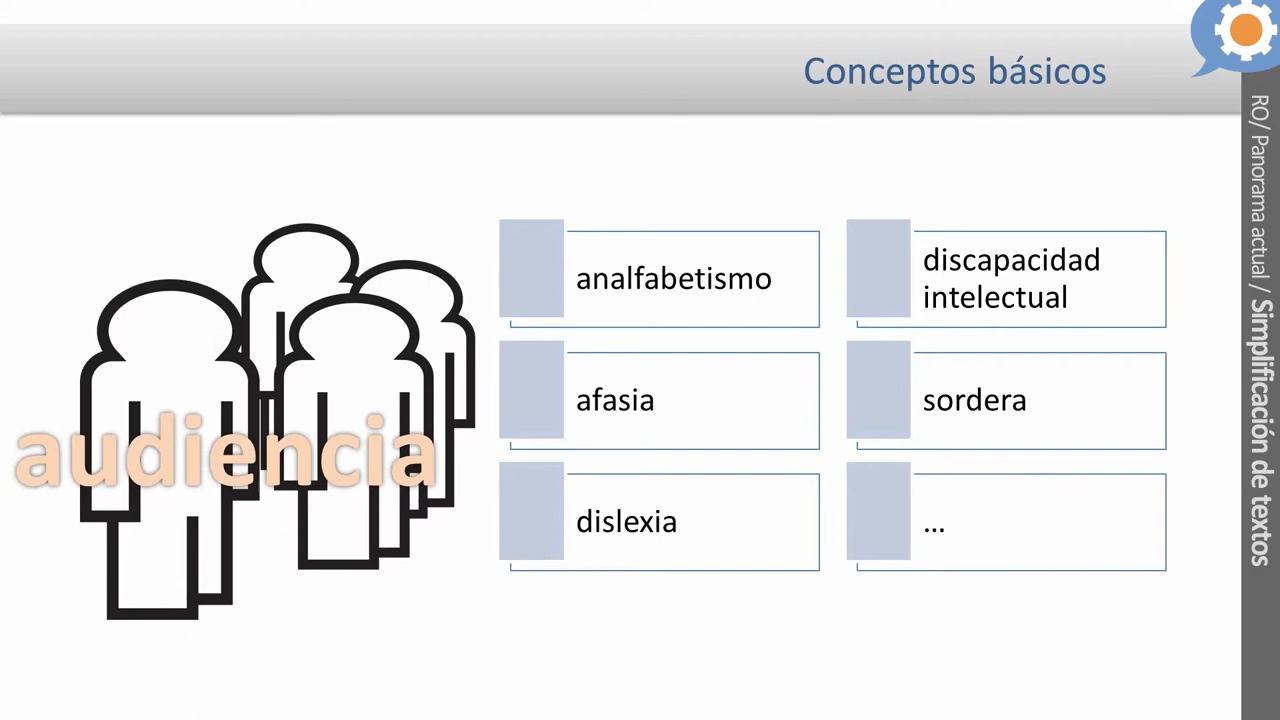 Conceptos básicos
audiencia
analfabetismo
discapacidad
intelectual
afasia
sordera
dislexia
...
RO/ Panorama actual / Simplificación de textos